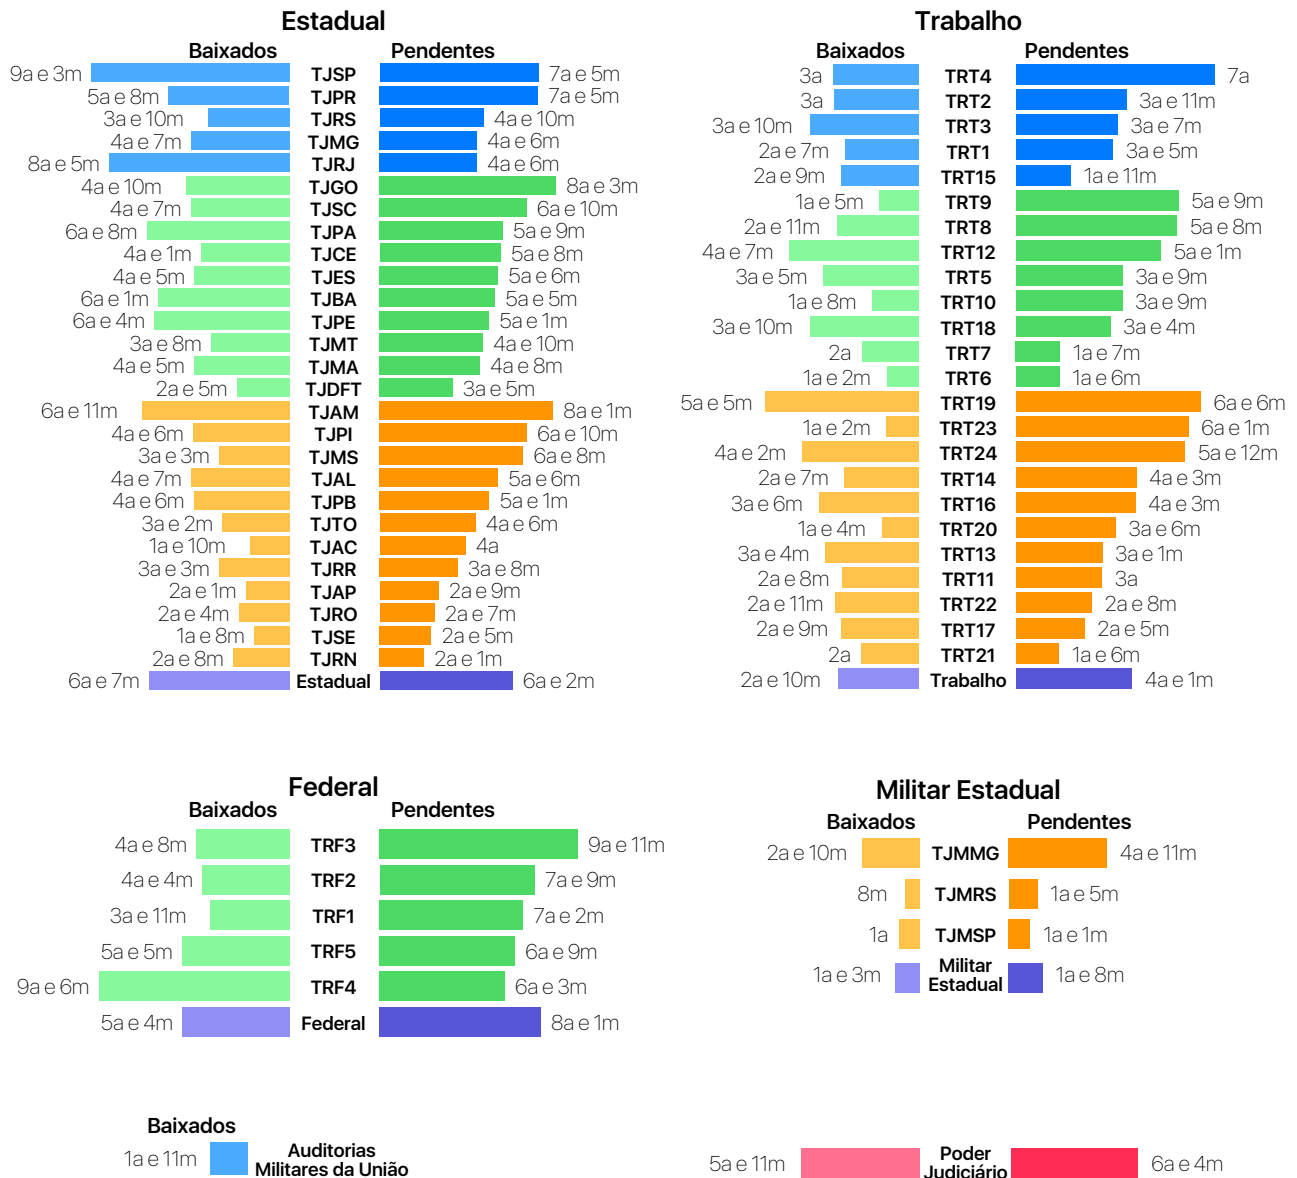 Estadual
Baixados Pendentes
9a e 3m TJSP 7a e 5m
5a e 8m TJPR 7a e 5m
3a e 10m TJRS 4a e 10m
4a e 7m TJMG 4a e 6m
8a e 5m TJRJ 4a e 6m
4a e 10m TJGO 8a e 3m
4a e 7m TJSC 6a e 10m
6a e 8m TJPA 5a e 9m
4a e 1m TJCE 5a e 8m
4a e 5m TJES 5a e 6m
6a e 1m TJBA 5a e 5m
6a e 4m TJPE 5a e 1m
3a e 8m TJMT 4a e 10m
4a e 5m TJMA 4a e 8m
2a e 5m TJDFT 3a e 5m
6a e 11m TJAM 8a e 1m
4a e 6m TJPI 6a e 10m
3a e 3m TJMS 6a e 8m
4a e 7m TJAL 5a e 6m
4a e 6m TJPB 5a e 1m
3a e 2m TJTO 4a e 6m
1a e 10m TJAC 4a
3a e 3m TJRR 3a e 8m
2a e 1m TJAP 2a e 9m
2a e 4m TJRO 2a e 7m
1a e 8m TJSE 2a e 5m
2a e 8m TJRN 2a e 1m
6a e 7m Estadual 6a e 2m
Trabalho
Baixados Pendentes
3a TRT4 7a
3a TRT2 3a e 11m
3a e 10m TRT3 3a e 7m
2a e 7m TRT1 3a e 5m
2a e 9m TRT15 1a e 11m
1a e 5m TRT9 5a e 9m
2a e 11m TRT8 5a e 8m
4a e 7m TRT12 5a e 1m
3a e 5m TRT5 3a e 9m
1a e 8m TRT10 3a e 9m
3a e 10m TRT18 3a e 4m
2a TRT7 1a e 7m
1a e 2m TRT6 1a e 6m
5a e 5m TRT19 6a e 6m
1a e 2m TRT23 6a e 1m
4a e 2m TRT24 5a e 12m
2a e 7m TRT14 4a e 3m
3a e 6m TRT16 4a e 3m
1a e 4m TRT20 3a e 6m
3a e 4m TRT13 3a e 1m
2a e 8m TRT11 3a
2a e 11m TRT22 2a e 8m
2a e 9m TRT17 2a e 5m
2a TRT21 1a e 6m
2a e 10m Trabalho 4a e 1m
Federal
Baixados Pendentes
4a e 8m TRF3 9a e 11m
4a e 4m TRF2 7a e 9m
3a e 11m TRF1 7a e 2m
5a e 5m TRF5 6a e 9m
9a e 6m TRF4 6a e 3m
5a e 4m Federal 8a e 1m
Militar Estadual
Baixados Pendentes
2a e 10m TJMMG 4a e 11m
8m TJMRS 1a e 5m
1a TJMSP 1a e 1m
1a e 3m Militar 1a e 8m
Estadual
Baixados
1a e 11m Auditorias
Militares da União
5a e 11m Poder 6a e 4m
Judiciário